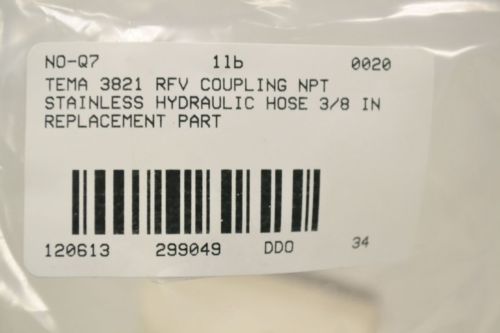 NO-Q7 1lb 0020
TEMA 3821 RFV COUPLING NPT
STAINLESS HYDRAULIC HOSE 3/8 IN
REPLACEMENT PART
120613 299049 DDO 34